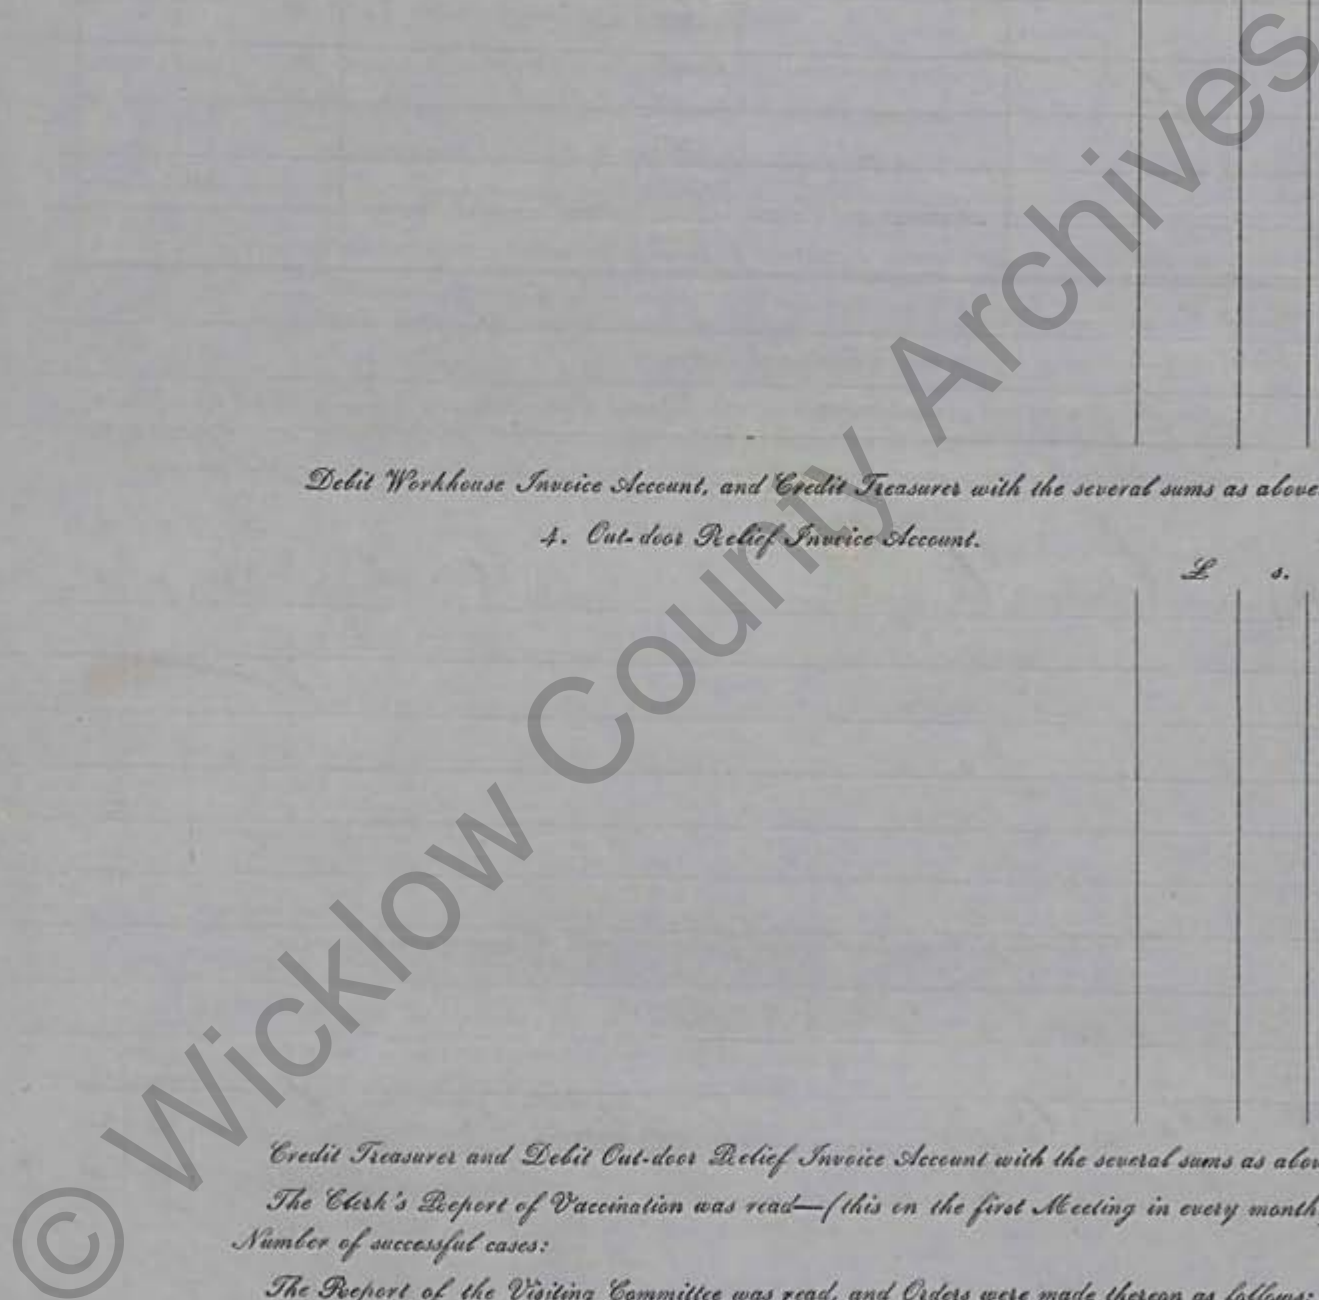 Debit Workhouse Invoice Account, and Credit Treasurer with the several sums as above
4. Out-door Relief Invoice Account.
£ s.
Credit Treasurer and Debit Out-door Relief Invoice Account with the several sums as abov
The Clerk's Report of Vaccination was read—(this on the first Meeting in every month
Number of successful cases:
The Report of the Visiting Committee was read, and Orders were made thereon as follows:
© Wicklow County Archives